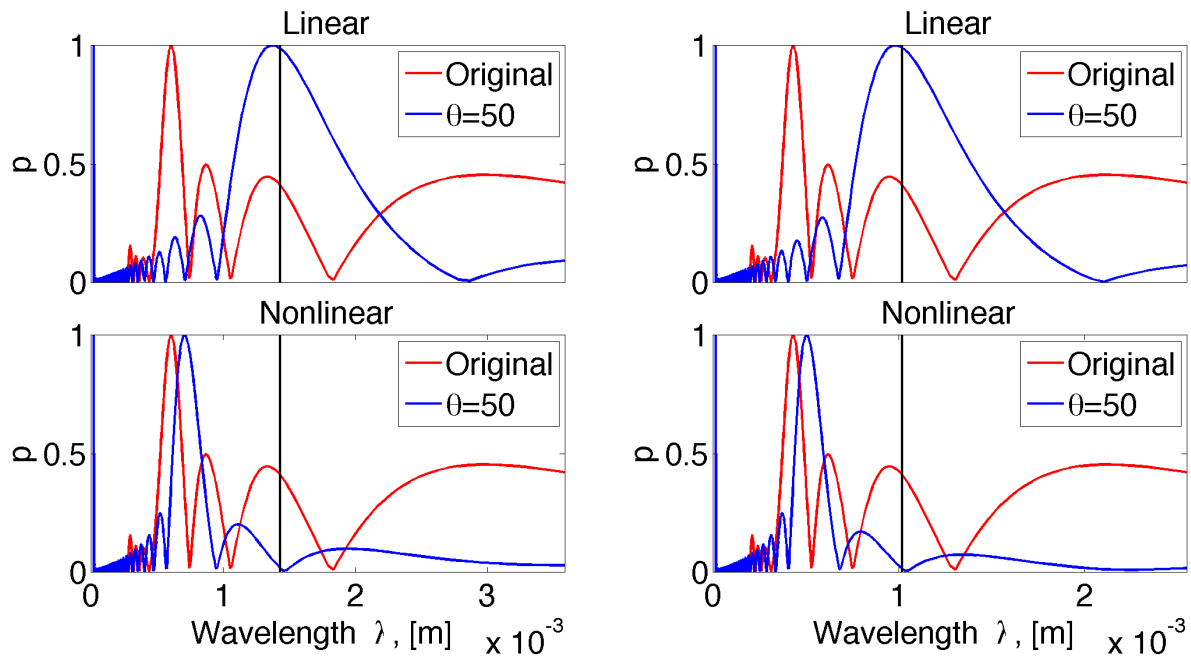 Linear
1
0.5
0
p
Original
θ=50
Linear
1
0.5
0
p
Original
θ=50
Nonlinear
1
0.5
0
p
Original
θ=50
0 1 2 3
Wavelength λ, [m] x 10⁻³
Nonlinear
1
0.5
0
p
Original
θ=50
0 1 2
Wavelength λ, [m] x 10⁻³